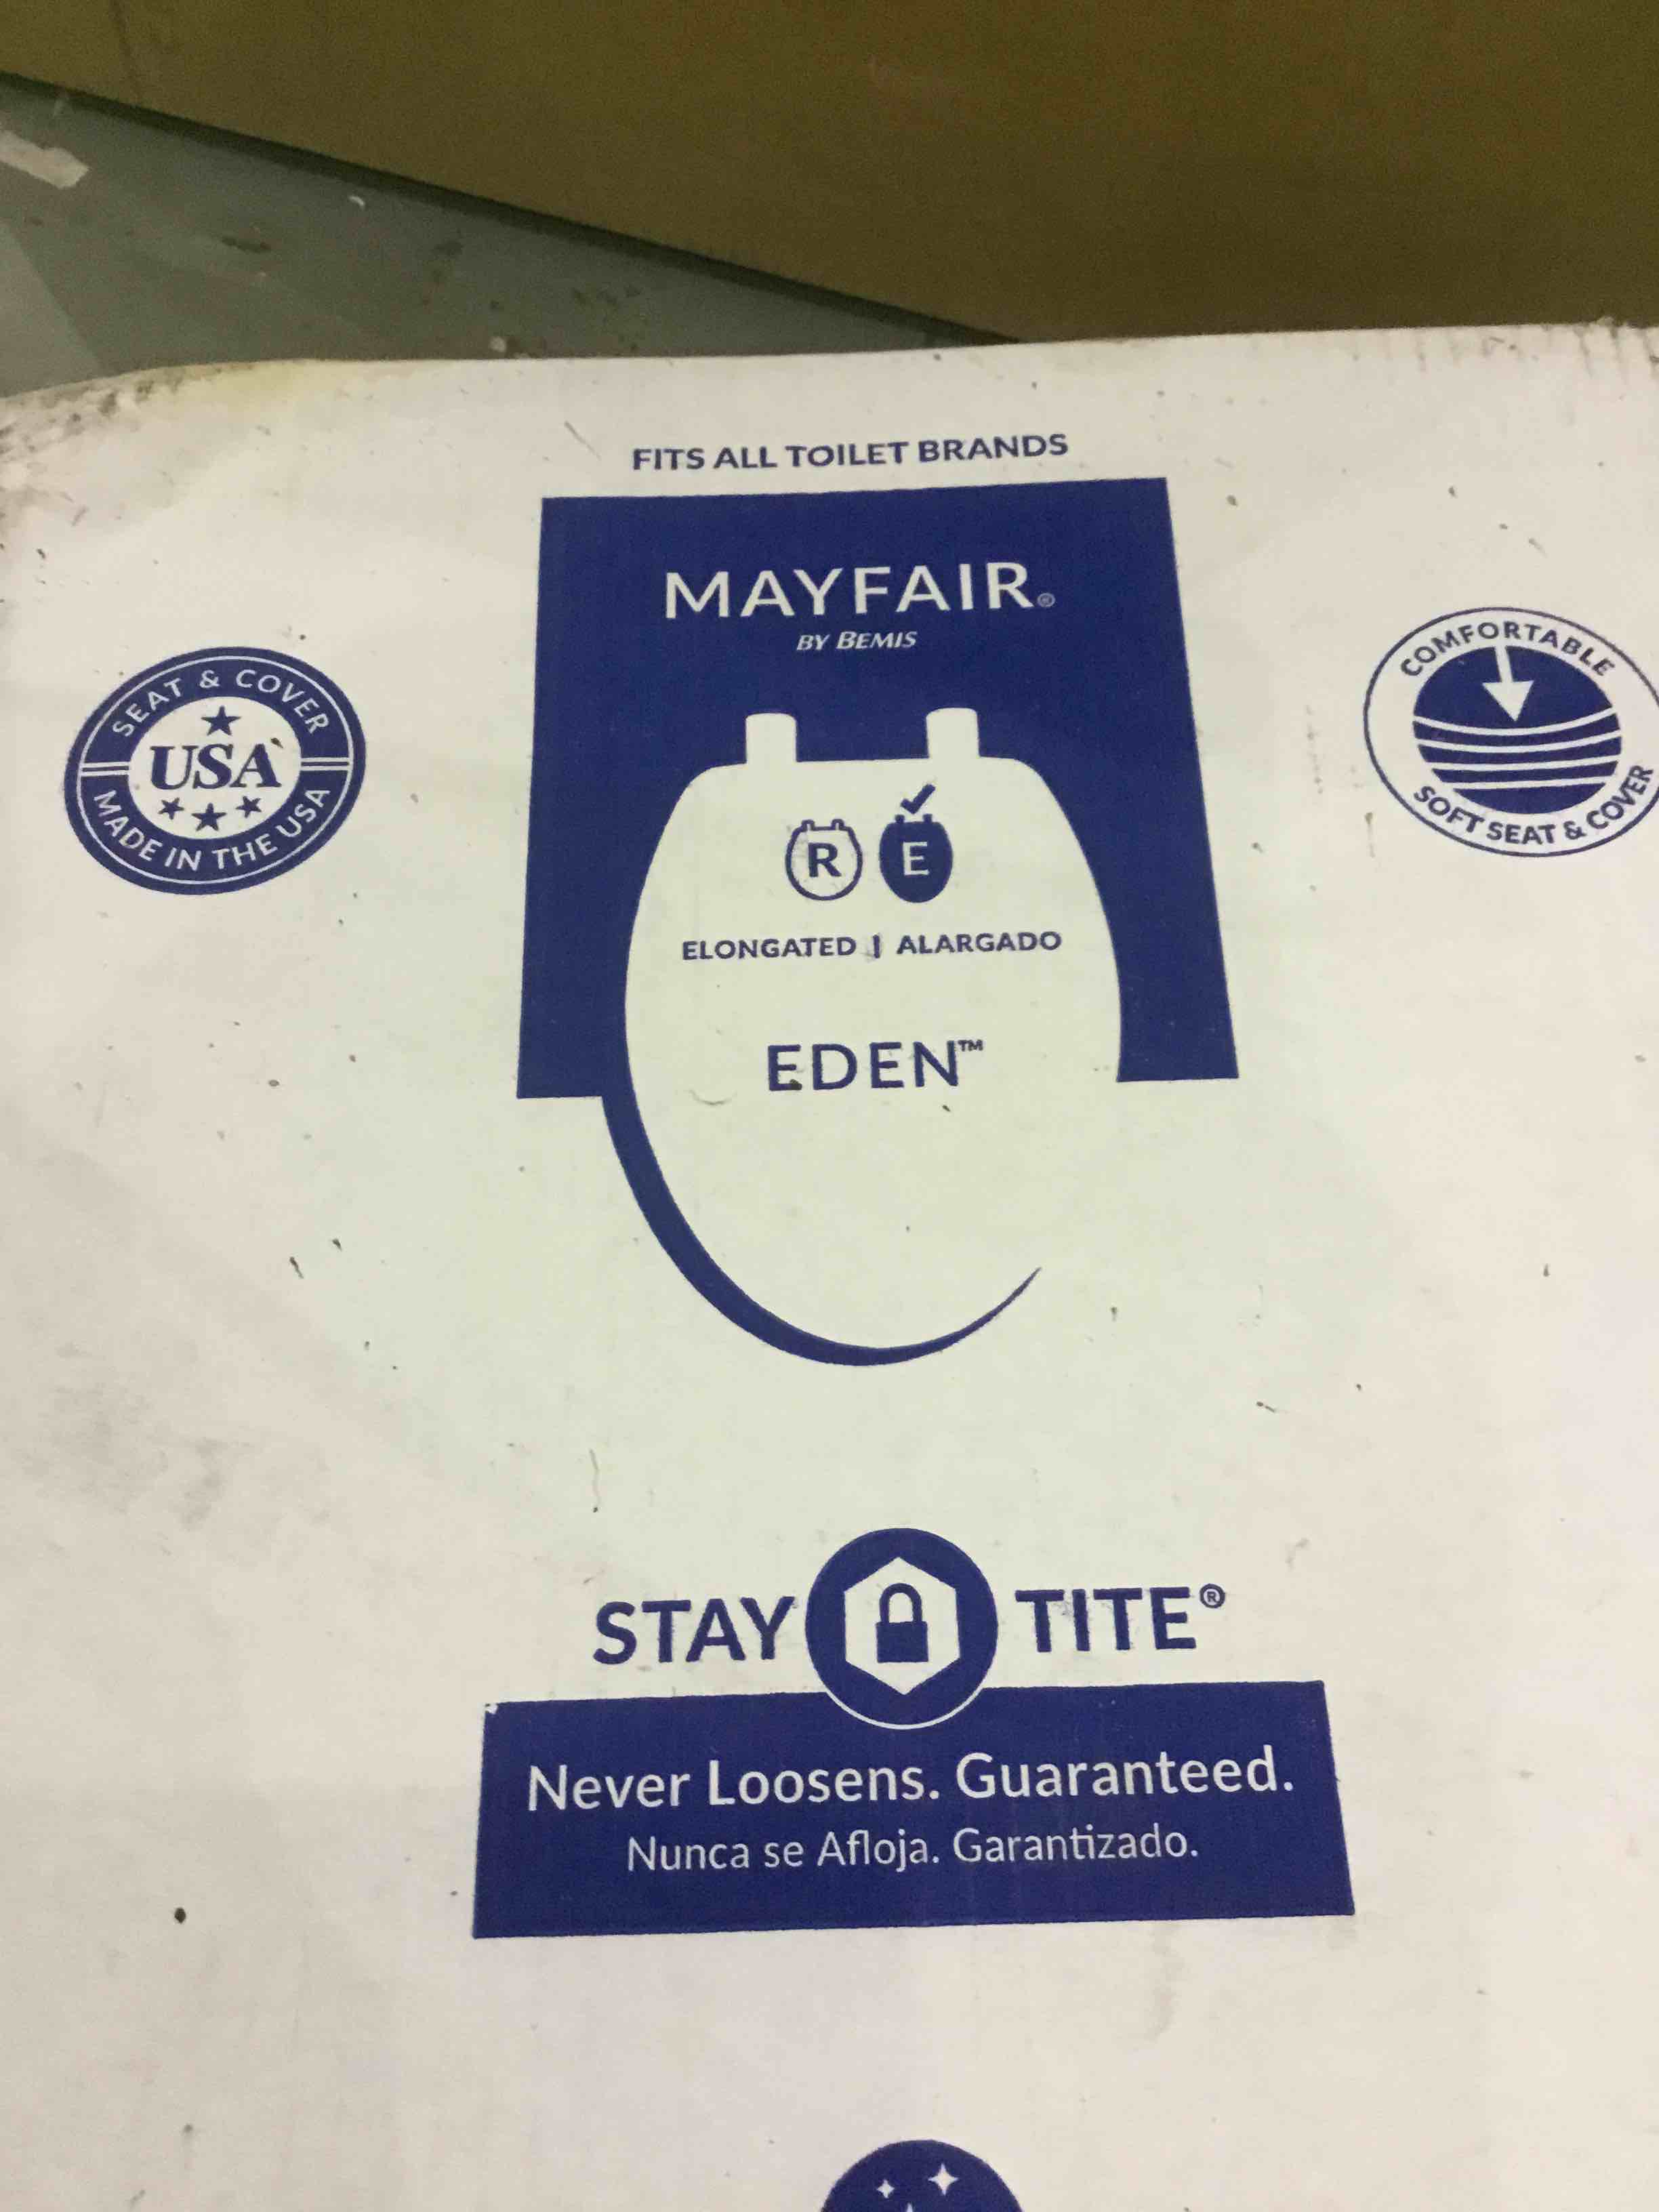 FITS ALL TOILET BRANDS
MAYFAIR®
BY BEMIS
SEAT & COVER
USA
MADE IN THE USA
COMFORTABLE
SOFT SEAT & COVER
R E
ELONGATED | ALARGADO
EDEN™
STAY TITE®
Never Loosens. Guaranteed.
Nunca se Afloja. Garantizado.